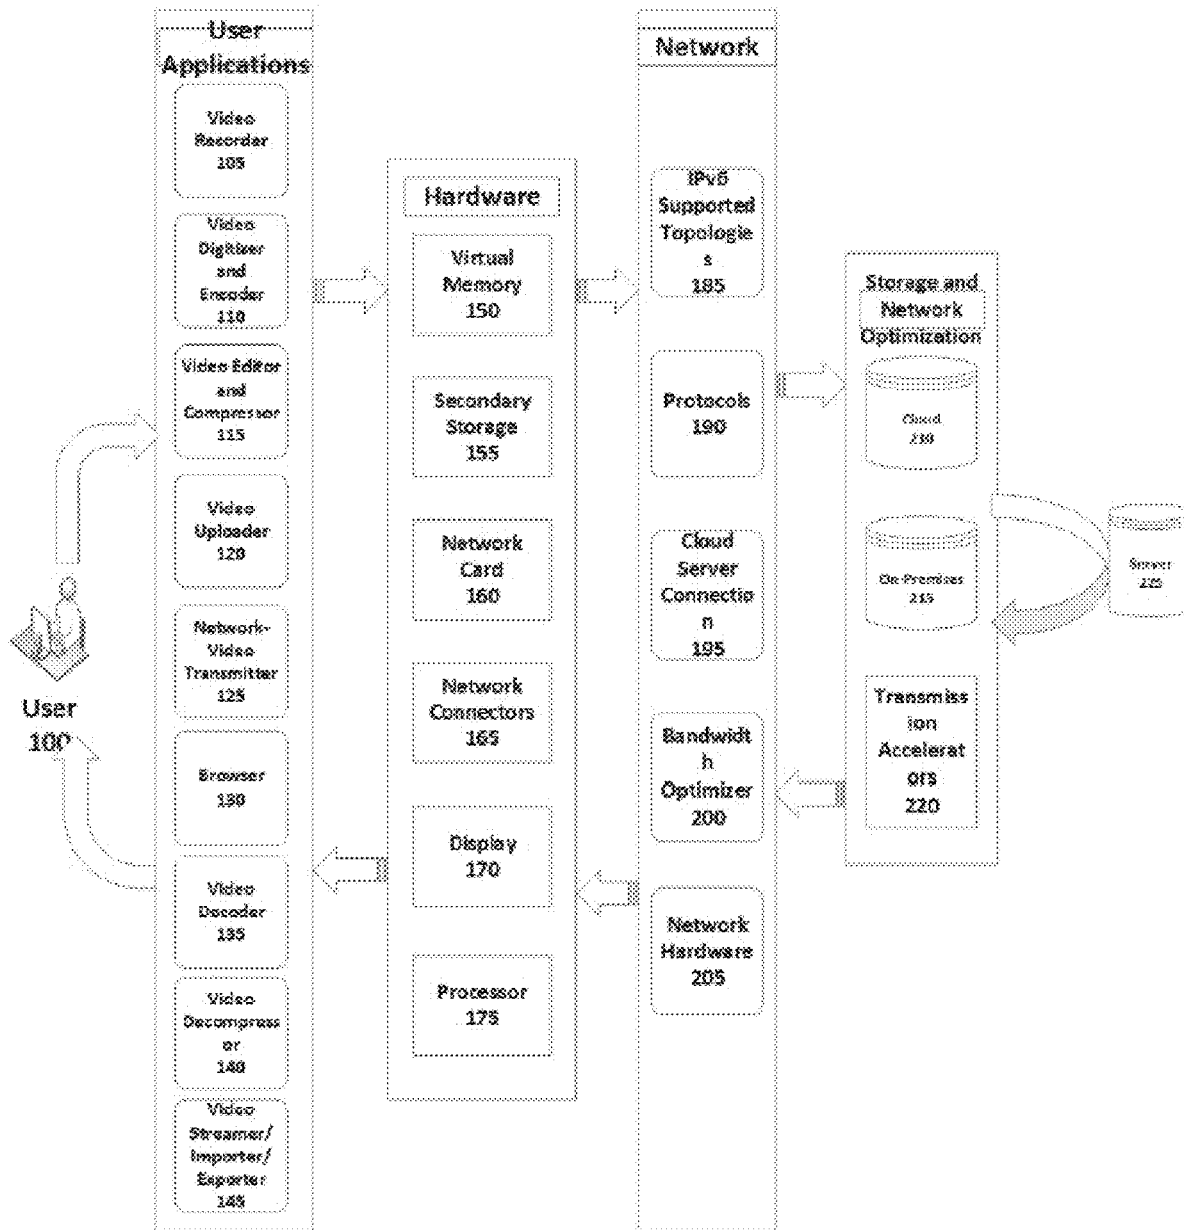 User
Applications
Video
Recorder
105
Video
Digitizer
and
Encoder
110
Video Editor
and
Compressor
115
Video
Uploader
120
Network-
Video
Transmitter
125
Browser
130
Video
Decoder
135
Video
Decompress
or
140
Video
Streamer/
Importer/
Exporter
145
User
100
Hardware
Virtual
Memory
150
Secondary
Storage
155
Network
Card
160
Network
Connectors
165
Display
170
Processor
175
Network
IPv6
Supported
Topologie
s
185
Protocols
190
Cloud
Server
Connectio
n
195
Bandwidt
h
Optimizer
200
Network
Hardware
205
Storage and
Network
Optimization
Cloud
210
On-Premises
215
Transmiss
ion
Accelerat
ors
220
Server
225